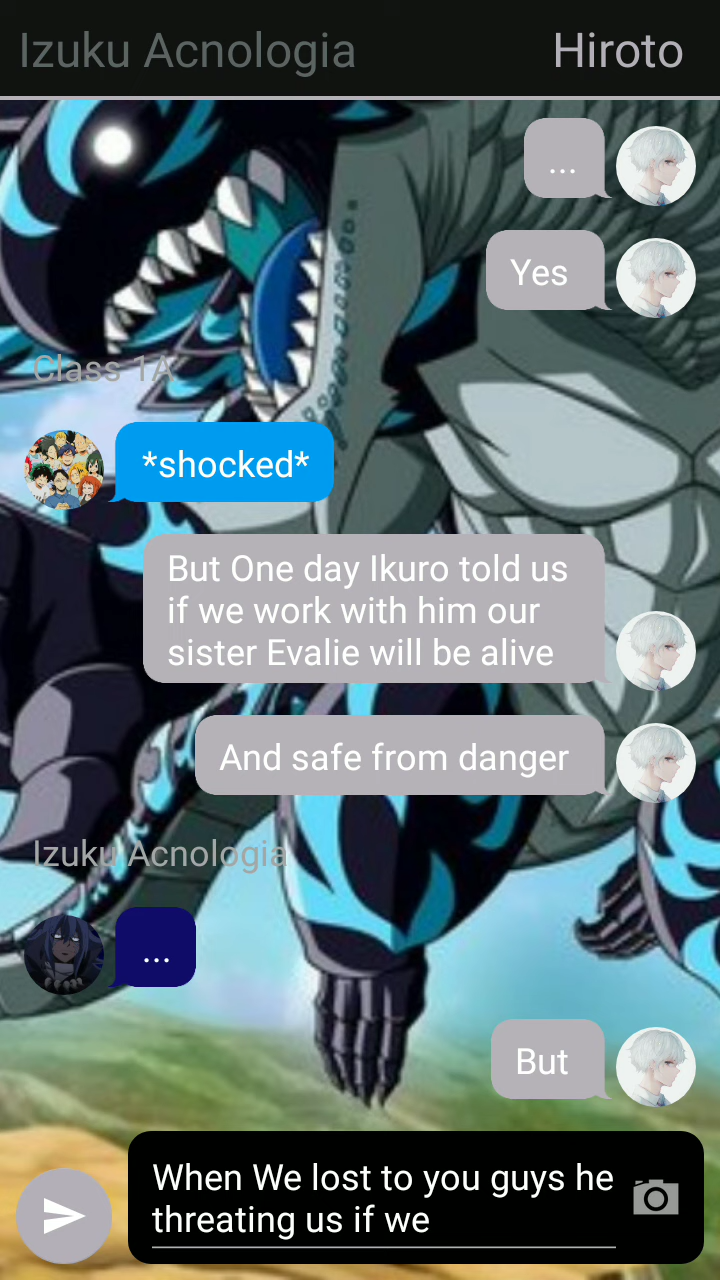 Izuku Acnologia
Hiroto
...
Yes
Class 1A
*shocked*
But One day Ikuro told us
if we work with him our
sister Evalie will be alive
And safe from danger
Izuku Acnologia
...
But
When We lost to you guys he
threating us if we